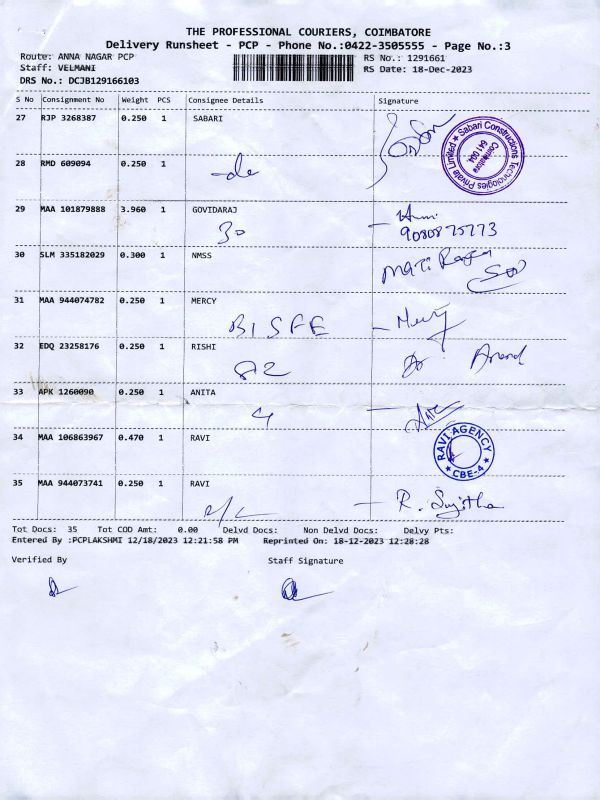 THE PROFESSIONAL COURIERS, COIMBATORE
Delivery Runsheet - PCP - Phone No.:0422-3505555 - Page No.:3
Route: ANNA NAGAR PCP
RS No.: 1291661
Staff: VELMANI
RS Date: 18-Dec-2023
DRS No.: DCJB129166103
S No Consignment No Weight PCS Consignee Details Signature
27 RJP 3268387 0.250 1 SABARI
Sabari Constructions Technologies Private Limited
Coimbatore
641 004
28 RMD 609094 0.250 1
29 MAA 101879888 3.960 1 GOVIDARAJ
30 9080875773
30 SLM 335182029 0.300 1 NMSS
31 MAA 944074782 0.250 1 MERCY
32 EDQ 23258176 0.250 1 RISHI
82 Anand
33 APK 1260090 0.250 1 ANITA
4
34 MAA 106863967 0.470 1 RAVI
RAVI AGENCY
CBE-4
35 MAA 944073741 0.250 1 RAVI
R. Sujitha
Tot Docs: 35 Tot COD Amt: 0.00 Delvd Docs: Non Delvd Docs: Delvy Pts:
Entered By :PCPLAKSHMI 12/18/2023 12:21:58 PM Reprinted On: 18-12-2023 12:28:28
Verified By Staff Signature